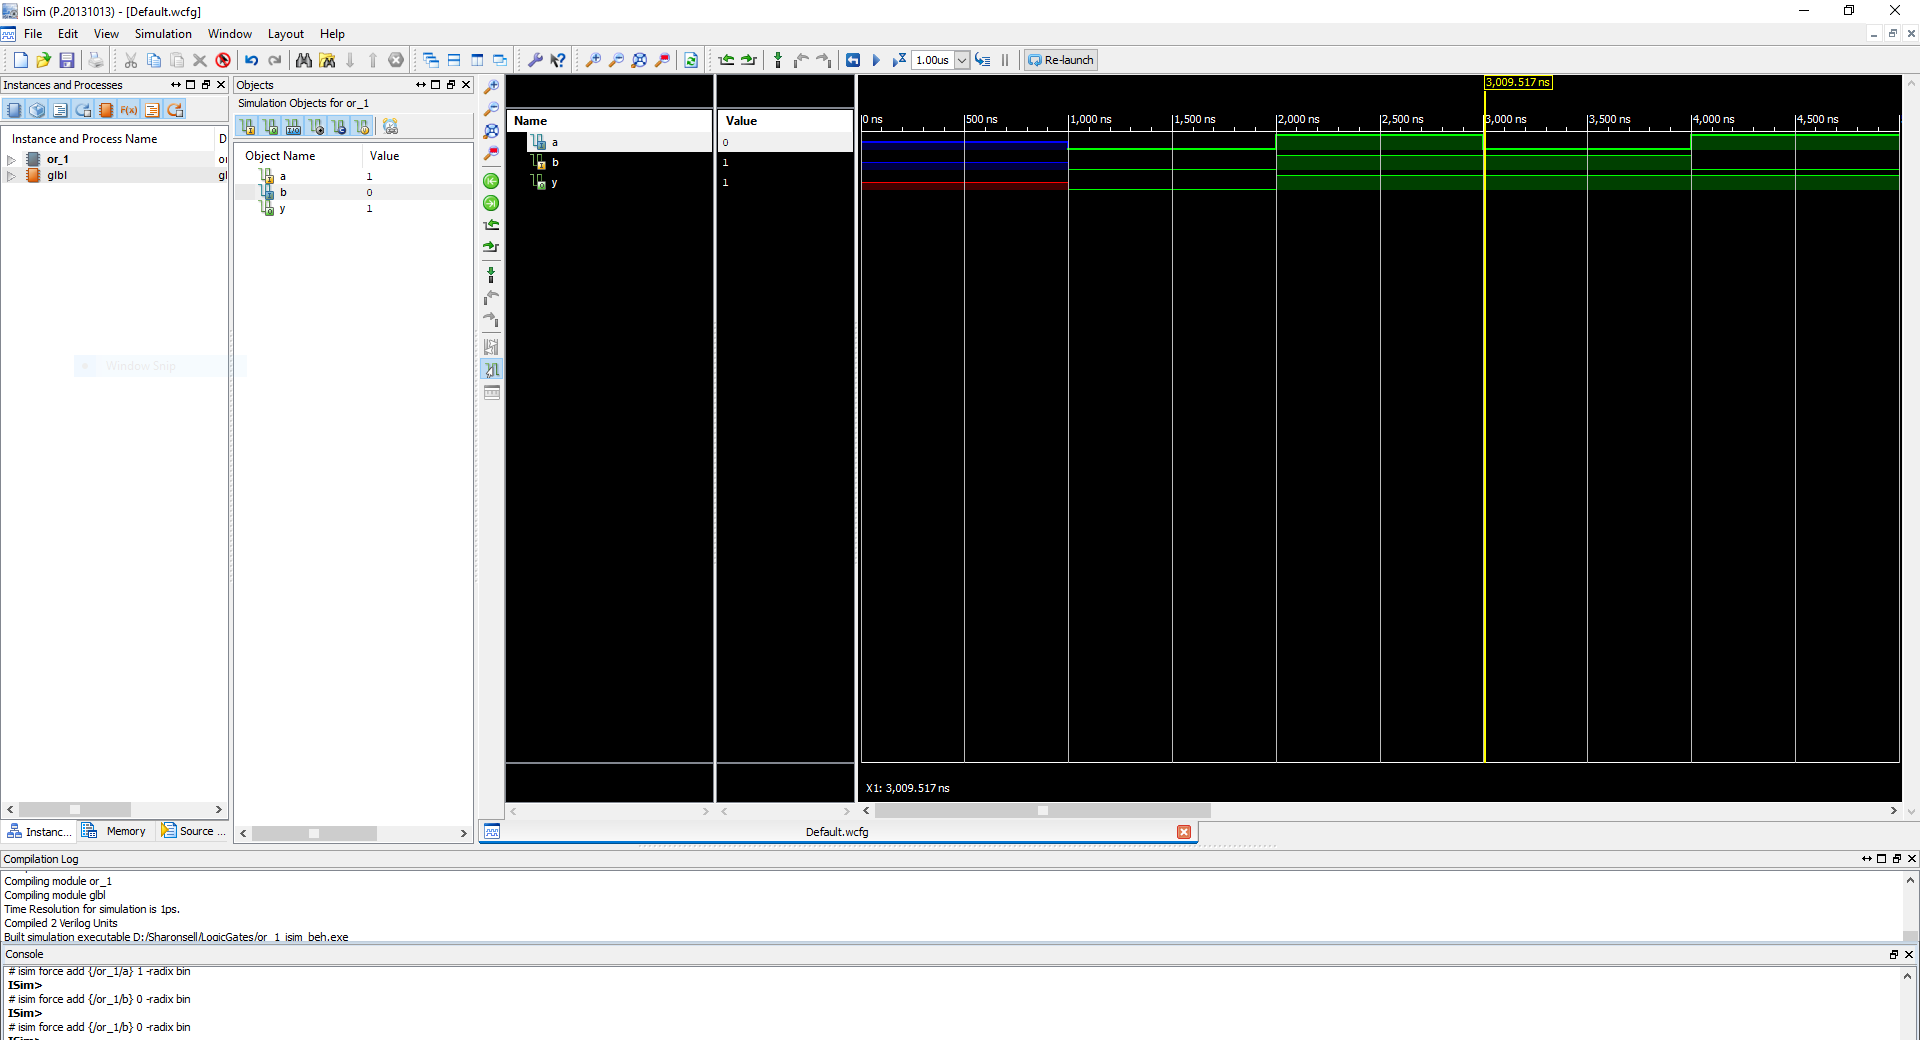 ISim (P.20131013) - [Default.wcfg]
File Edit View Simulation Window Layout Help
1.00us Re-launch
Instances and Processes
Instance and Process Name D
or_1 or
glbl gl
Window Snip
Instanc... Memory Source ...
Objects
Simulation Objects for or_1
Object Name Value
a 1
b 0
y 1
Name Value
a 0
b 1
y 1
3,009.517 ns
0 ns 500 ns 1,000 ns 1,500 ns 2,000 ns 2,500 ns 3,000 ns 3,500 ns 4,000 ns 4,500 ns
X1: 3,009.517 ns
Default.wcfg
Compilation Log
Compiling module or_1
Compiling module glbl
Time Resolution for simulation is 1ps.
Compiled 2 Verilog Units
Built simulation executable D:/Sharonsell/LogicGates/or_1_isim_beh.exe
Console
# isim force add {/or_1/a} 1 -radix bin
ISim>
# isim force add {/or_1/b} 0 -radix bin
ISim>
# isim force add {/or_1/b} 0 -radix bin
ISim>